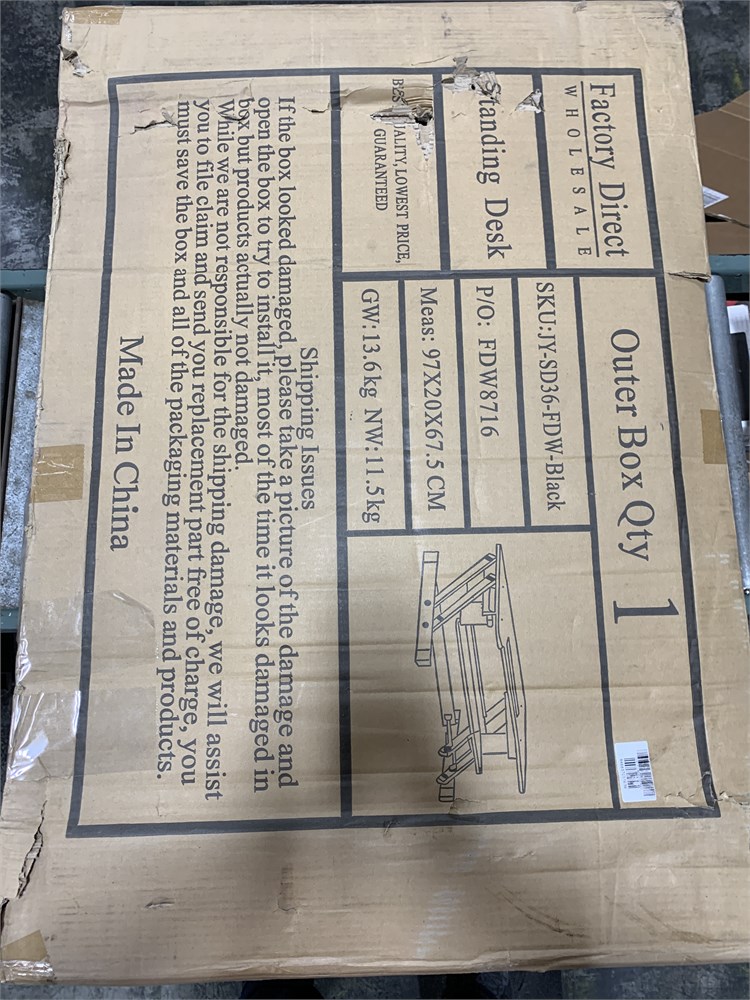 Factory Direct
WHOLESALE
Outer Box Qty 1
Standing Desk
SKU:JY-SD36-FDW-Black
P/O: FDW8716
Meas: 97X20X67.5 CM
GW:13.6kg NW:11.5kg
LOWEST PRICE,
GUARANTEED
Shipping Issues
If the box looked damaged, please take a picture of the damage and
open the box to try to install it, most of the time it looks damaged in
box but products actually not damaged.
While we are not responsible for the shipping damage, we will assist
you to file claim and send you replacement part free of charge, you
must save the box and all of the packaging materials and products.
Made In China